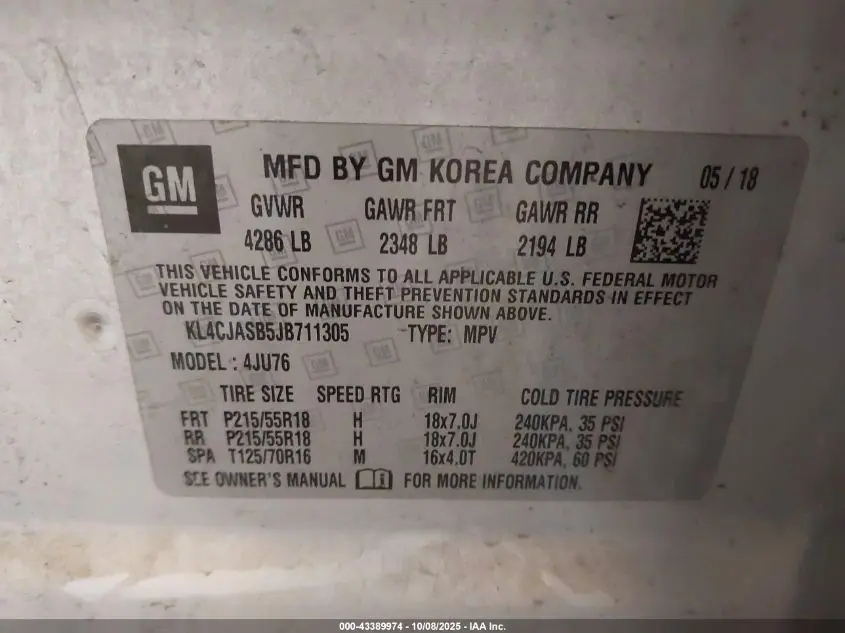 GM
MFD BY GM KOREA COMPANY 05 / 18
GVWR GAWR FRT GAWR RR
4286 LB 2348 LB 2194 LB
THIS VEHICLE CONFORMS TO ALL APPLICABLE U.S. FEDERAL MOTOR
VEHICLE SAFETY AND THEFT PREVENTION STANDARDS IN EFFECT
ON THE DATE OF MANUFACTURE SHOWN ABOVE.
KL4CJASB5JB711305 TYPE: MPV
MODEL : 4JU76
TIRE SIZE SPEED RTG RIM COLD TIRE PRESSURE
FRT P215/55R18 H 18x7.0J 240KPA, 35 PSI
RR P215/55R18 H 18x7.0J 240KPA, 35 PSI
SPA T125/70R16 M 16x4.0T 420KPA, 60 PSI
SEE OWNER'S MANUAL FOR MORE INFORMATION.
000-43389974 - 10/08/2025 - IAA Inc.